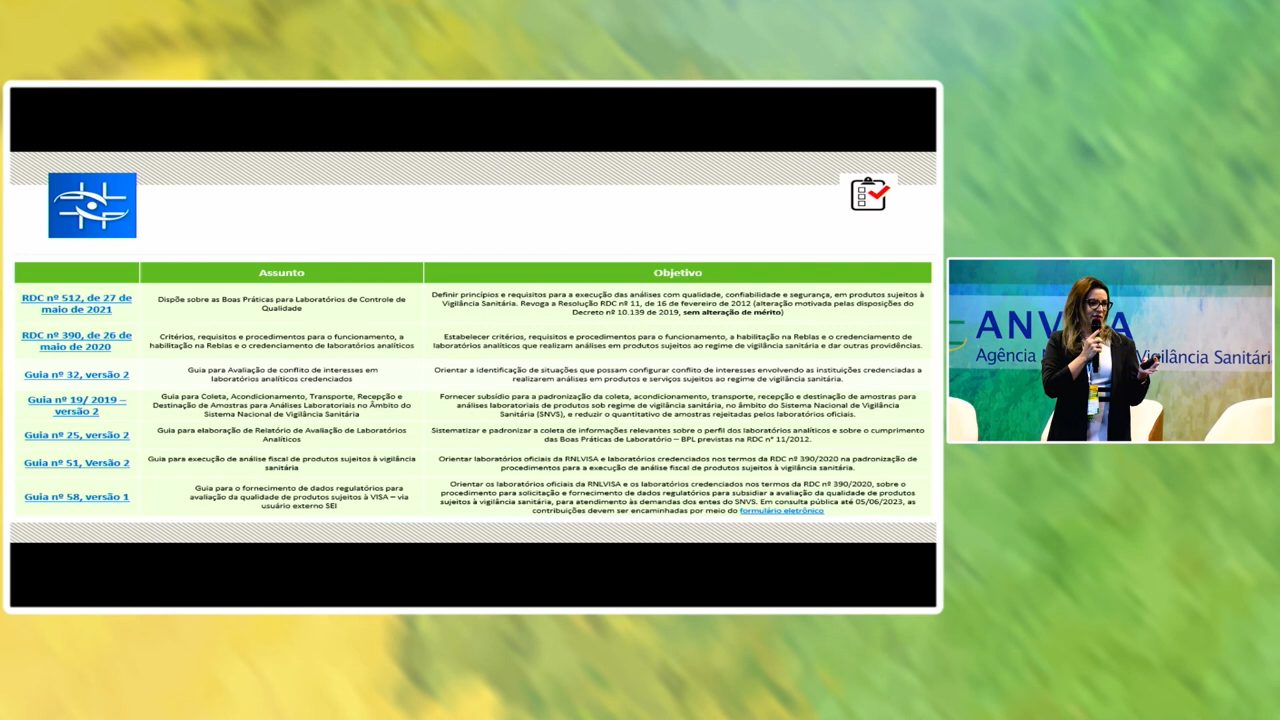 Assunto
Objetivo
RDC nº 512, de 27 de
maio de 2021
Dispõe sobre as Boas Práticas para Laboratórios de Controle de
Qualidade
Definir princípios e requisitos para a execução das análises com qualidade, confiabilidade e segurança, em produtos sujeitos à
Vigilância Sanitária. Revoga a Resolução RDC nº 11, de 16 de fevereiro de 2012 (alteração motivada pelas disposições do
Decreto nº 10.139 de 2019, sem alteração de mérito)
RDC nº 390, de 26 de
maio de 2020
Critérios, requisitos e procedimentos para o funcionamento, a
habilitação na Reblas e o credenciamento de laboratórios analíticos
Estabelecer critérios, requisitos e procedimentos para o funcionamento, a habilitação na Reblas e o credenciamento de
laboratórios analíticos que realizam análises em produtos sujeitos ao regime de vigilância sanitária e dar outras providências.
Guia nº 32, versão 2
Guia para Avaliação de conflito de interesses em
laboratórios analíticos credenciados
Orientar a identificação de situações que possam configurar conflito de interesses envolvendo as instituições credenciadas a
realizarem análises em produtos e serviços sujeitos ao regime de vigilância sanitária.
Guia nº 19/ 2019 –
versão 2
Guia para Coleta, Acondicionamento, Transporte, Recepção e
Destinação de Amostras para Análises Laboratoriais no Âmbito do
Sistema Nacional de Vigilância Sanitária
Fornecer subsídio para a padronização da coleta, acondicionamento, transporte, recepção e destinação de amostras para
análises laboratoriais de produtos sob regime de vigilância sanitária, no âmbito do Sistema Nacional de Vigilância
Sanitária (SNVS), e reduzir o quantitativo de amostras rejeitadas pelos laboratórios oficiais.
Guia nº 25, versão 2
Guia para elaboração de Relatório de Avaliação de Laboratórios
Analíticos
Sistematizar e padronizar a coleta de informações relevantes sobre o perfil dos laboratórios analíticos e sobre o cumprimento
das Boas Práticas de Laboratório – BPL previstas na RDC n° 11/2012.
Guia nº 51, Versão 2
Guia para execução de análise fiscal de produtos sujeitos à vigilância
sanitária
Orientar laboratórios oficiais da RNLVISA e laboratórios credenciados nos termos da RDC nº 390/2020 na padronização de
procedimentos para a execução de análise fiscal de produtos sujeitos à vigilância sanitária.
Guia nº 58, versão 1
Guia para o fornecimento de dados regulatórios para
avaliação da qualidade de produtos sujeitos à VISA – via
usuário externo SEI
Orientar os laboratórios oficiais da RNLVISA e os laboratórios credenciados nos termos da RDC nº 390/2020, sobre o
procedimento para solicitação e fornecimento de dados regulatórios para subsidiar a avaliação da qualidade de produtos
sujeitos à vigilância sanitária, para atendimento às demandas dos entes do SNVS. Em consulta pública até 05/06/2023, as
contribuições devem ser encaminhadas por meio do formulário eletrônico
ANV A
Agência Vigilância Sanitári